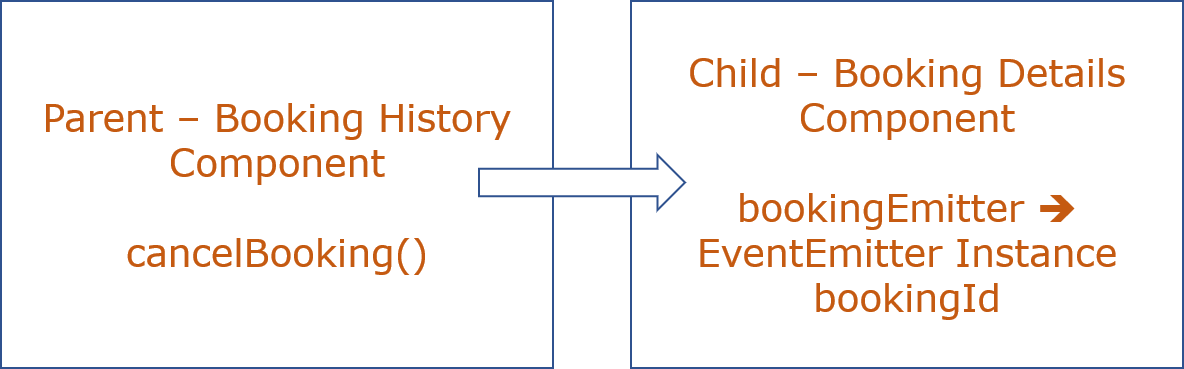 Parent – Booking History
Component
cancelBooking()
Child – Booking Details
Component
bookingEmitter ➔
EventEmitter Instance
bookingId